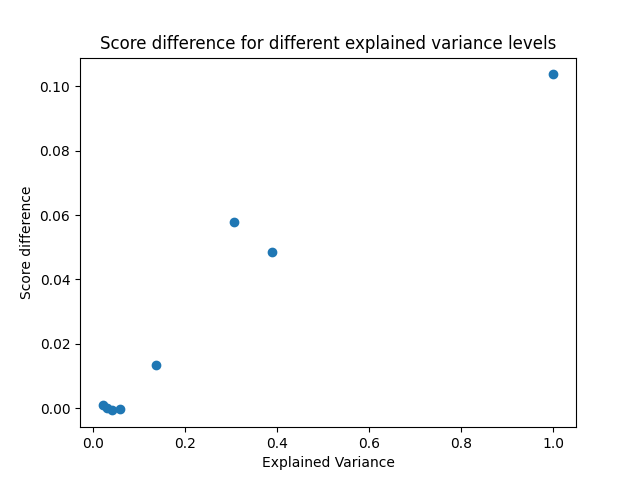 Score difference for different explained variance levels
0.10
0.08
0.06
0.04
0.02
0.00
Score difference
0.0 0.2 0.4 0.6 0.8 1.0
Explained Variance